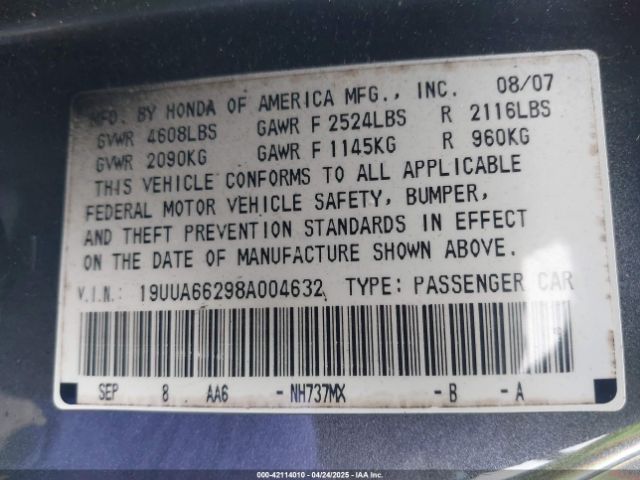 MFD. BY HONDA OF AMERICA MFG., INC. 08/07
GVWR 4608LBS GAWR F 2524LBS R 2116LBS
GVWR 2090KG GAWR F 1145KG R 960KG
THIS VEHICLE CONFORMS TO ALL APPLICABLE
FEDERAL MOTOR VEHICLE SAFETY, BUMPER,
AND THEFT PREVENTION STANDARDS IN EFFECT
ON THE DATE OF MANUFACTURE SHOWN ABOVE.
V.I.N.: 19UUA66298A004632 TYPE: PASSENGER CAR
SEP 8 AA6 - NH737MX - B - A
000-42114010 | 04/24/2025 | IAA, Inc.